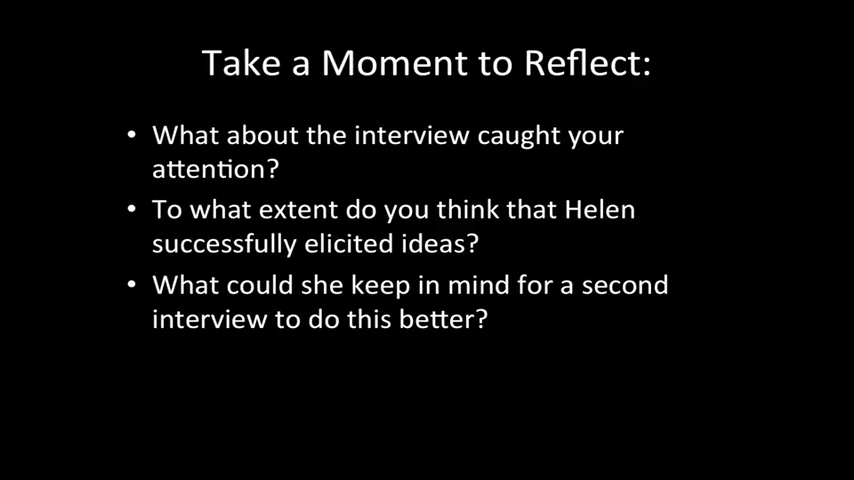 Take a Moment to Reflect:
• What about the interview caught your
attention?
• To what extent do you think that Helen
successfully elicited ideas?
• What could she keep in mind for a second
interview to do this better?